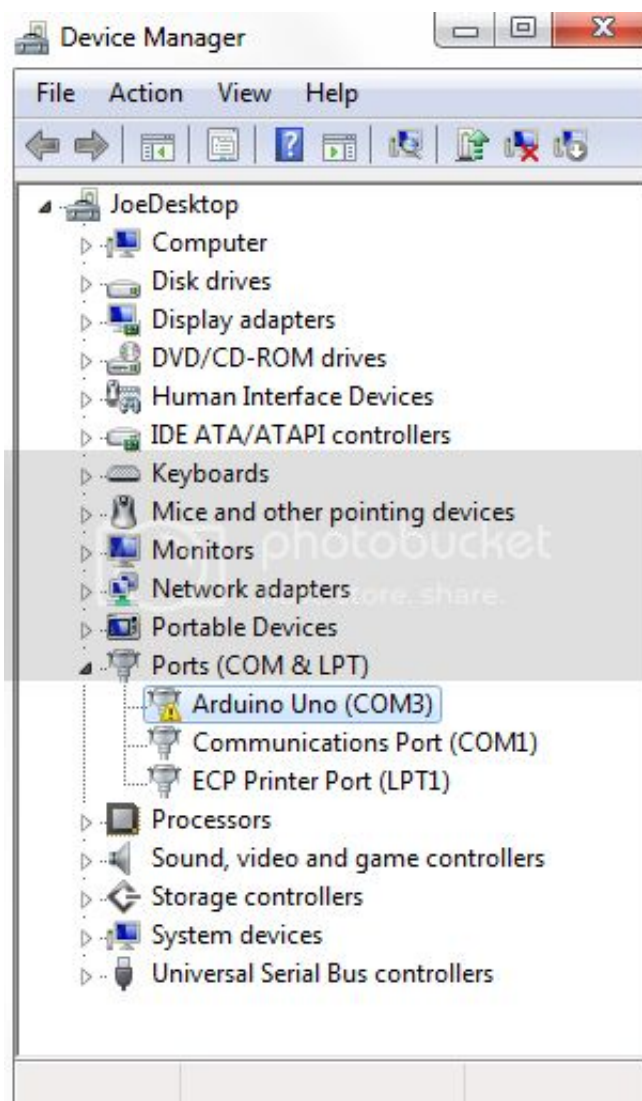 Device Manager
File Action View Help
JoeDesktop
Computer
Disk drives
Display adapters
DVD/CD-ROM drives
Human Interface Devices
IDE ATA/ATAPI controllers
Keyboards
Mice and other pointing devices
photobucket
Monitors
Network adapters
store. share.
Portable Devices
Ports (COM & LPT)
Arduino Uno (COM3)
Communications Port (COM1)
ECP Printer Port (LPT1)
Processors
Sound, video and game controllers
Storage controllers
System devices
Universal Serial Bus controllers